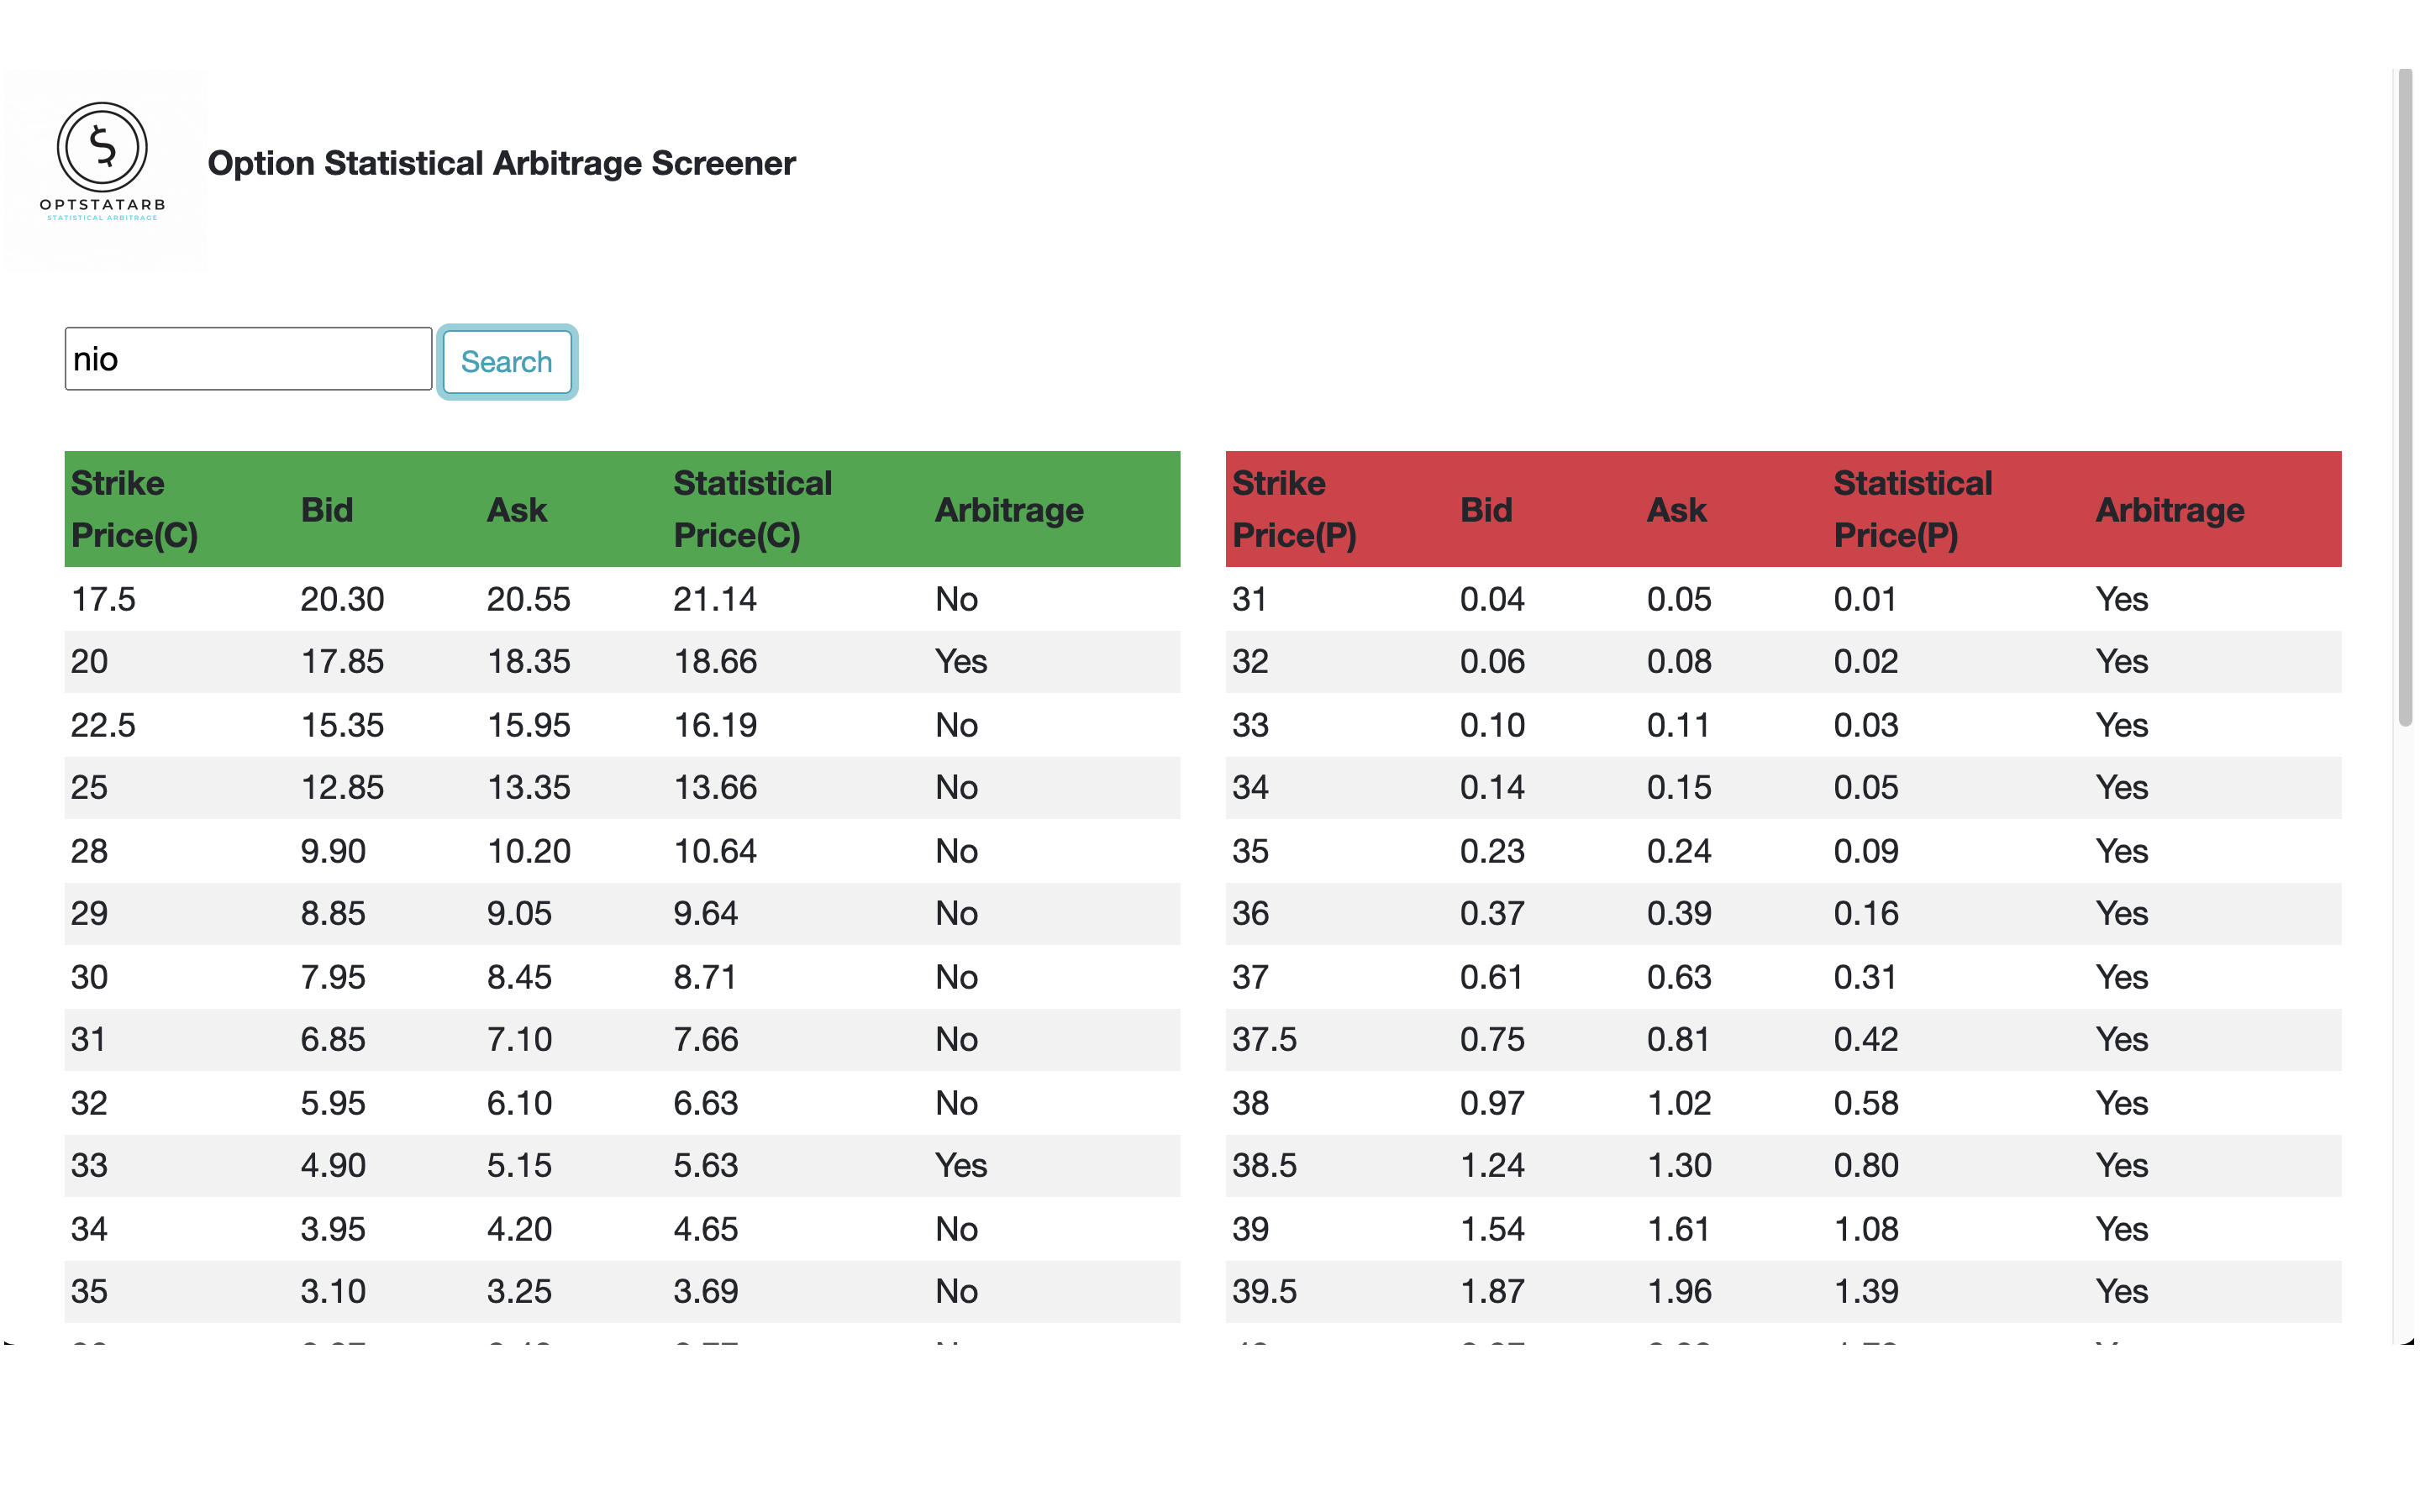 OPTSTATARB
STATISTICAL ARBITRAGE
Option Statistical Arbitrage Screener
nio
Search
Strike Price(C) Bid Ask Statistical Price(C) Arbitrage
17.5 20.30 20.55 21.14 No
20 17.85 18.35 18.66 Yes
22.5 15.35 15.95 16.19 No
25 12.85 13.35 13.66 No
28 9.90 10.20 10.64 No
29 8.85 9.05 9.64 No
30 7.95 8.45 8.71 No
31 6.85 7.10 7.66 No
32 5.95 6.10 6.63 No
33 4.90 5.15 5.63 Yes
34 3.95 4.20 4.65 No
35 3.10 3.25 3.69 No
Strike Price(P) Bid Ask Statistical Price(P) Arbitrage
31 0.04 0.05 0.01 Yes
32 0.06 0.08 0.02 Yes
33 0.10 0.11 0.03 Yes
34 0.14 0.15 0.05 Yes
35 0.23 0.24 0.09 Yes
36 0.37 0.39 0.16 Yes
37 0.61 0.63 0.31 Yes
37.5 0.75 0.81 0.42 Yes
38 0.97 1.02 0.58 Yes
38.5 1.24 1.30 0.80 Yes
39 1.54 1.61 1.08 Yes
39.5 1.87 1.96 1.39 Yes